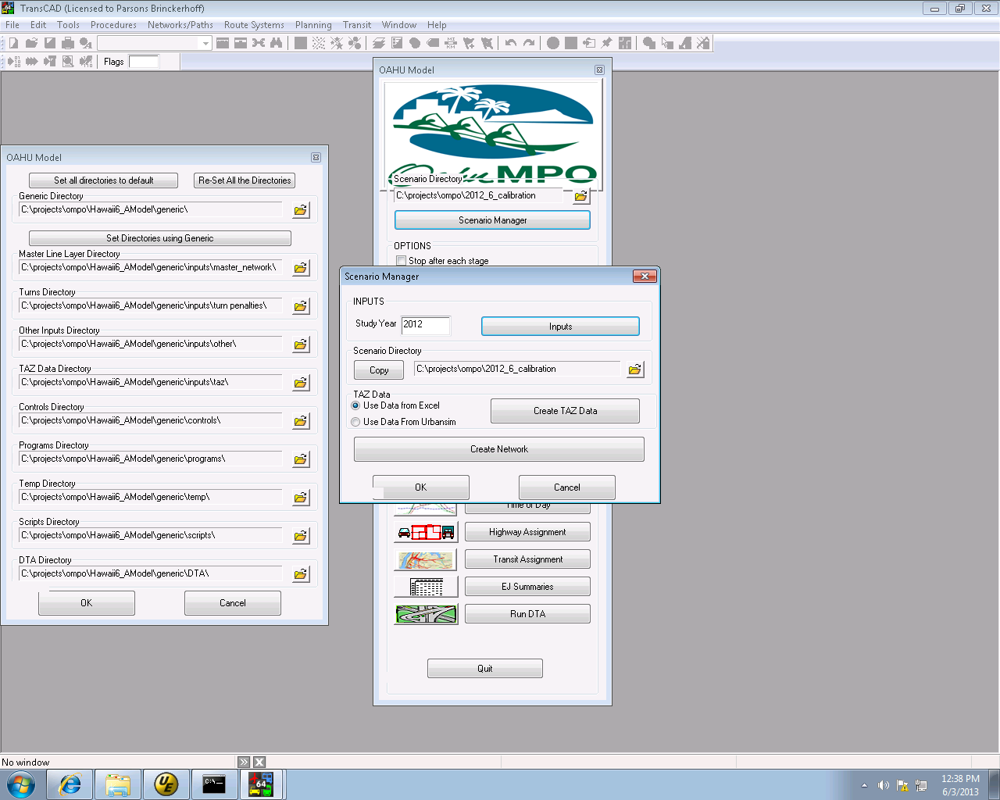 TransCAD (Licensed to Parsons Brinckerhoff)
File Edit Tools Procedures Networks/Paths Route Systems Planning Transit Window Help
Flags
OAHU Model
Oahu MPO
Scenario Directory
C:\projects\ompo\2012_6_calibration
Scenario Manager
OPTIONS
Stop after each stage
OAHU Model
Set all directories to default
Re-Set All the Directories
Generic Directory
C:\projects\ompo\Hawaii6_AModel\generic\
Set Directories using Generic
Master Line Layer Directory
C:\projects\ompo\Hawaii6_AModel\generic\inputs\master_network\
Turns Directory
C:\projects\ompo\Hawaii6_AModel\generic\inputs\turn penalties\
Other Inputs Directory
C:\projects\ompo\Hawaii6_AModel\generic\inputs\other\
TAZ Data Directory
C:\projects\ompo\Hawaii6_AModel\generic\inputs\taz\
Controls Directory
C:\projects\ompo\Hawaii6_AModel\generic\controls\
Programs Directory
C:\projects\ompo\Hawaii6_AModel\generic\programs\
Temp Directory
C:\projects\ompo\Hawaii6_AModel\generic\temp\
Scripts Directory
C:\projects\ompo\Hawaii6_AModel\generic\scripts\
DTA Directory
C:\projects\ompo\Hawaii6_AModel\generic\DTA\
OK
Cancel
Scenario Manager
INPUTS
Study Year 2012
Inputs
Scenario Directory
Copy
C:\projects\ompo\2012_6_calibration
TAZ Data
Use Data from Excel
Use Data From Urbansim
Create TAZ Data
Create Network
OK
Cancel
Time of Day
Highway Assignment
Transit Assignment
EJ Summaries
Run DTA
Quit
No window
UE
C:\
64
12:38 PM
6/3/2013